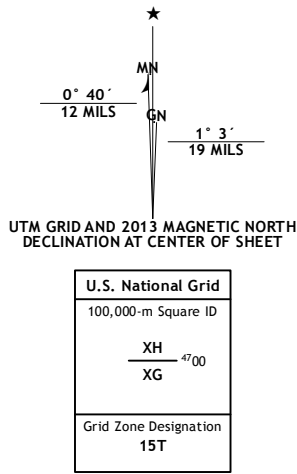 ★
MN
0° 40´
12 MILS
GN
1° 3´
19 MILS
UTM GRID AND 2013 MAGNETIC NORTH
DECLINATION AT CENTER OF SHEET
U.S. National Grid
100,000-m Square ID
XH
4700
XG
Grid Zone Designation
15T